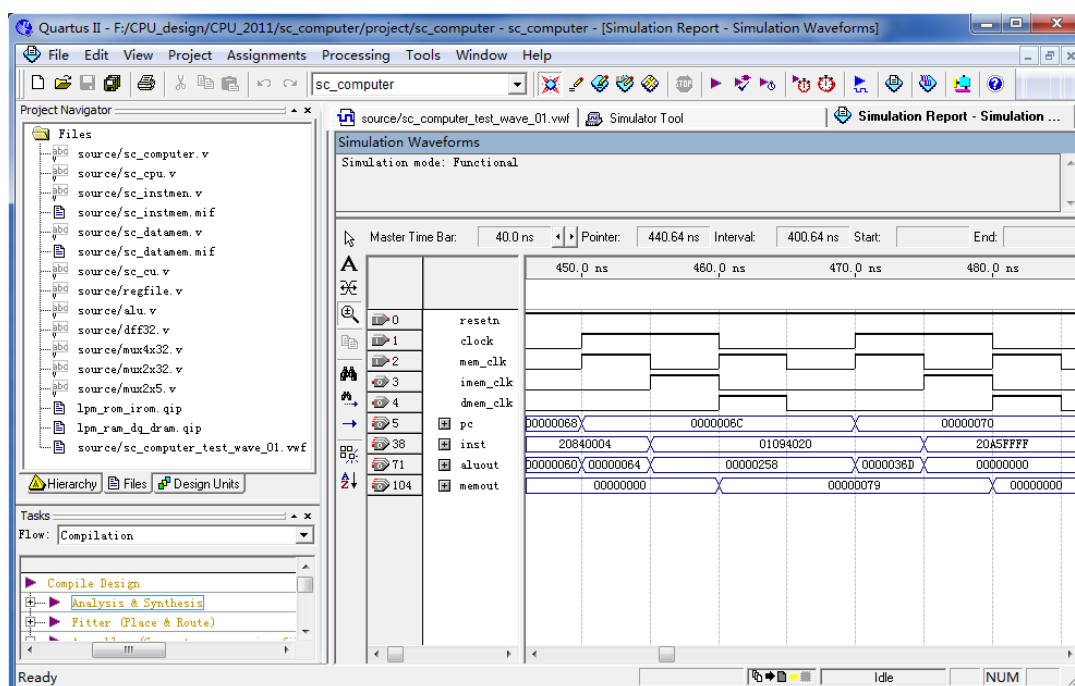 Quartus II - F:/CPU_design/CPU_2011/sc_computer/project/sc_computer - sc_computer - [Simulation Report - Simulation Waveforms]
File Edit View Project Assignments Processing Tools Window Help
sc_computer
Project Navigator
Files
source/sc_computer.v
source/sc_cpu.v
source/sc_instmen.v
source/sc_instmem.mif
source/sc_datamem.v
source/sc_datamem.mif
source/sc_cu.v
source/regfile.v
source/alu.v
source/dff32.v
source/mux4x32.v
source/mux2x32.v
source/mux2x5.v
lpm_rom_irom.qip
lpm_ram_dq_dram.qip
source/sc_computer_test_wave_01.vwf
Hierarchy Files Design Units
Tasks
Flow: Compilation
Compile Design
Analysis & Synthesis
Fitter (Place & Route)
source/sc_computer_test_wave_01.vwf Simulator Tool Simulation Report - Simulation ...
Simulation Waveforms
Simulation mode: Functional
Master Time Bar: 40.0 ns Pointer: 440.64 ns Interval: 400.64 ns Start: End:
450.0 ns 460.0 ns 470.0 ns 480.0 ns
0 resetn
1 clock
2 mem_clk
3 imem_clk
4 dmem_clk
5 pc 00000068 0000006C 00000070
38 inst 20840004 01094020 20A5FFFF
71 aluout 00000060 00000064 00000258 0000036D 00000000
104 memout 00000000 00000079 00000000
Ready Idle NUM